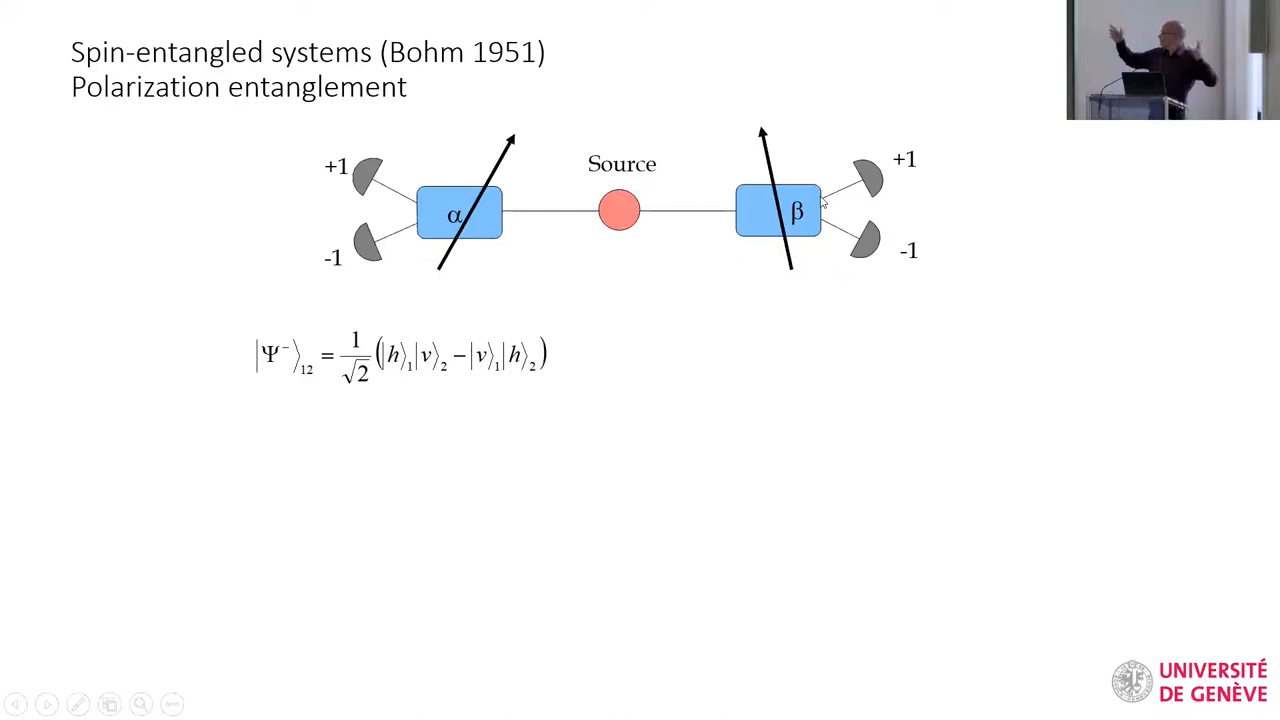 Spin-entangled systems (Bohm 1951)
Polarization entanglement
Source
+1
-1
α
β
+1
-1
|Ψ⁻⟩₁₂ = 1/√2 (|h⟩₁|v⟩₂ − |v⟩₁|h⟩₂)
UNIVERSITÉ
DE GENÈVE